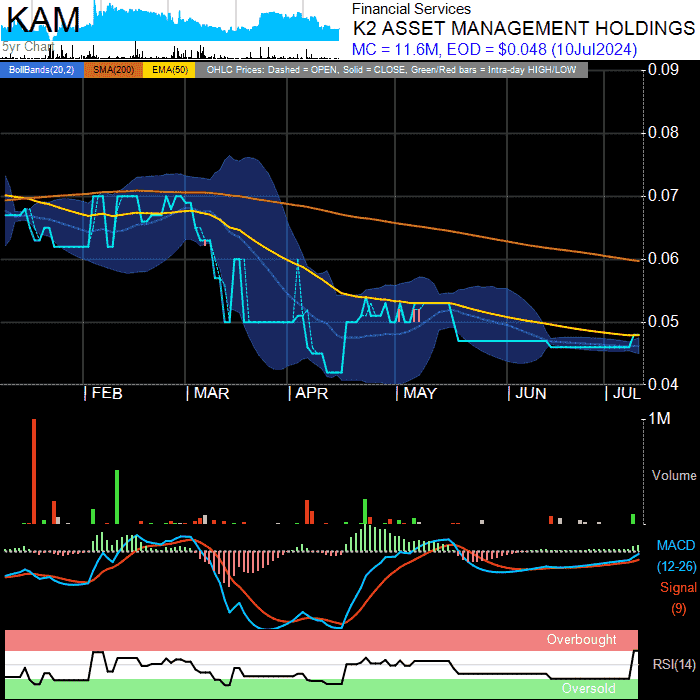 KAM
5yr Chart
Financial Services
K2 ASSET MANAGEMENT HOLDINGS
MC = 11.6M, EOD = $0.048 (10Jul2024)
BollBands(20,2) SMA(200) EMA(50) OHLC Prices: Dashed = OPEN, Solid = CLOSE, Green/Red bars = Intra-day HIGH/LOW
0.09
0.08
0.07
0.06
0.05
0.04
| FEB | MAR | APR | MAY | JUN | JUL
1M
Volume
MACD
(12-26)
Signal
(9)
Overbought
RSI(14)
Oversold